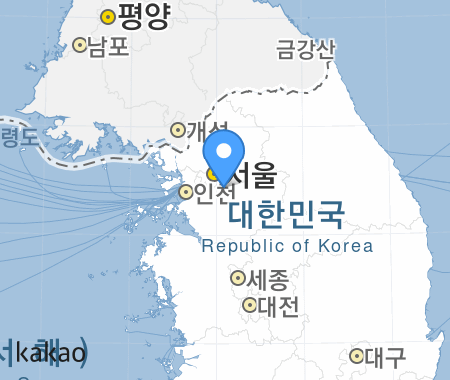 평양
남포
금강산
개성
령도
서울
인천
대한민국
Republic of Korea
세종
대전
kakao
대구